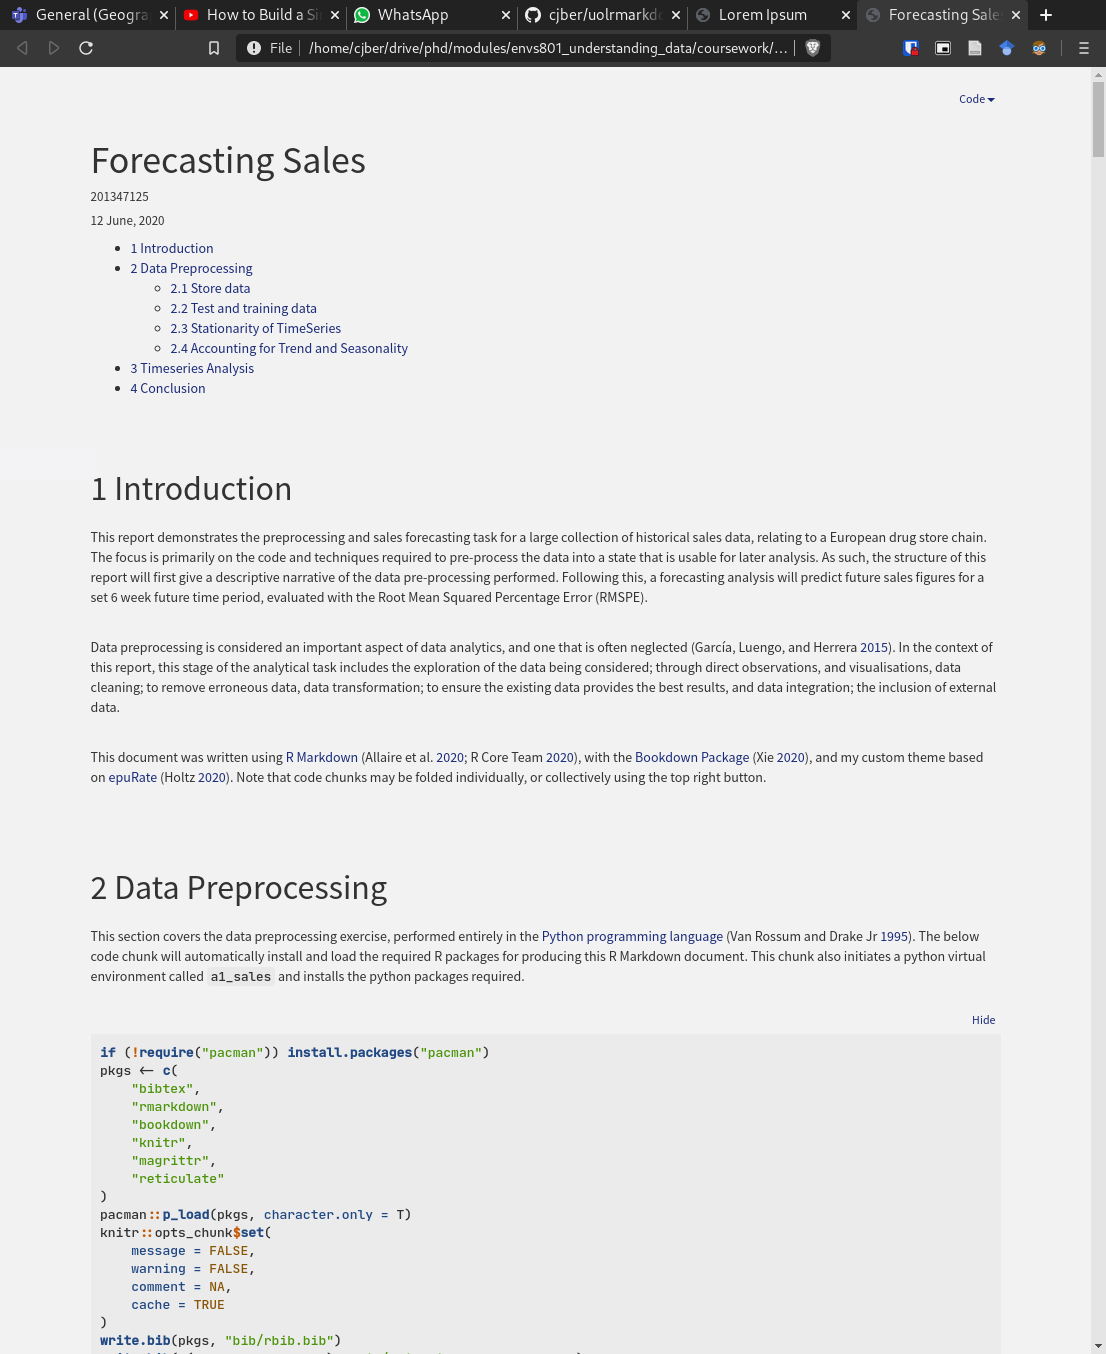 General (Geogra
How to Build a Si
WhatsApp
cjber/uolrmarkdo
Lorem Ipsum
Forecasting Sale
File
/home/cjber/drive/phd/modules/envs801_understanding_data/coursework/…
Code
Forecasting Sales
201347125
12 June, 2020
1 Introduction
2 Data Preprocessing
2.1 Store data
2.2 Test and training data
2.3 Stationarity of TimeSeries
2.4 Accounting for Trend and Seasonality
3 Timeseries Analysis
4 Conclusion
1 Introduction
This report demonstrates the preprocessing and sales forecasting task for a large collection of historical sales data, relating to a European drug store chain.
The focus is primarily on the code and techniques required to pre-process the data into a state that is usable for later analysis. As such, the structure of this
report will first give a descriptive narrative of the data pre-processing performed. Following this, a forecasting analysis will predict future sales figures for a
set 6 week future time period, evaluated with the Root Mean Squared Percentage Error (RMSPE).
Data preprocessing is considered an important aspect of data analytics, and one that is often neglected (García, Luengo, and Herrera 2015). In the context of
this report, this stage of the analytical task includes the exploration of the data being considered; through direct observations, and visualisations, data
cleaning; to remove erroneous data, data transformation; to ensure the existing data provides the best results, and data integration; the inclusion of external
data.
This document was written using R Markdown (Allaire et al. 2020; R Core Team 2020), with the Bookdown Package (Xie 2020), and my custom theme based
on epuRate (Holtz 2020). Note that code chunks may be folded individually, or collectively using the top right button.
2 Data Preprocessing
This section covers the data preprocessing exercise, performed entirely in the Python programming language (Van Rossum and Drake Jr 1995). The below
code chunk will automatically install and load the required R packages for producing this R Markdown document. This chunk also initiates a python virtual
environment called a1_sales and installs the python packages required.
Hide
if (!require("pacman")) install.packages("pacman")
pkgs <- c(
"bibtex",
"rmarkdown",
"bookdown",
"knitr",
"magrittr",
"reticulate"
)
pacman::p_load(pkgs, character.only = T)
knitr::opts_chunk$set(
message = FALSE,
warning = FALSE,
comment = NA,
cache = TRUE
)
write.bib(pkgs, "bib/rbib.bib")